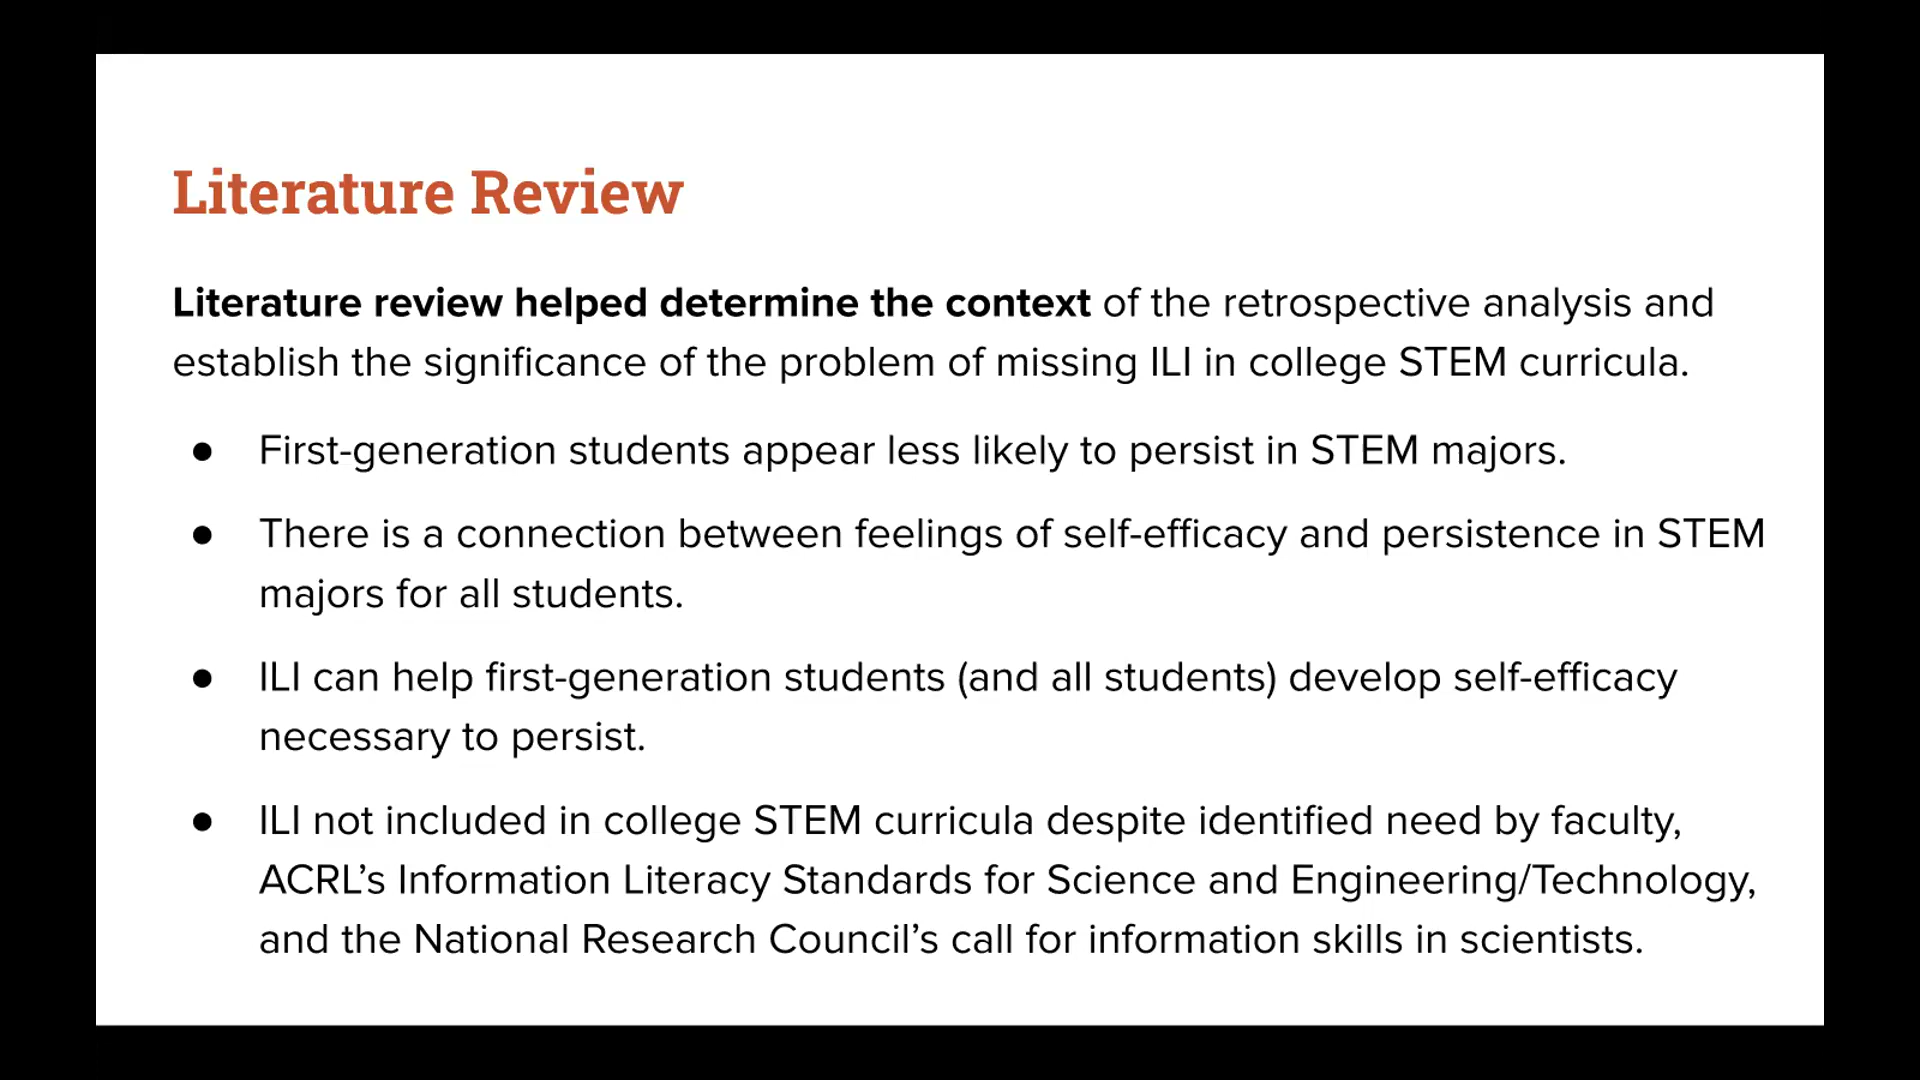 Literature Review
Literature review helped determine the context of the retrospective analysis and
establish the significance of the problem of missing ILI in college STEM curricula.
● First-generation students appear less likely to persist in STEM majors.
● There is a connection between feelings of self-efficacy and persistence in STEM
majors for all students.
● ILI can help first-generation students (and all students) develop self-efficacy
necessary to persist.
● ILI not included in college STEM curricula despite identified need by faculty,
ACRL’s Information Literacy Standards for Science and Engineering/Technology,
and the National Research Council’s call for information skills in scientists.